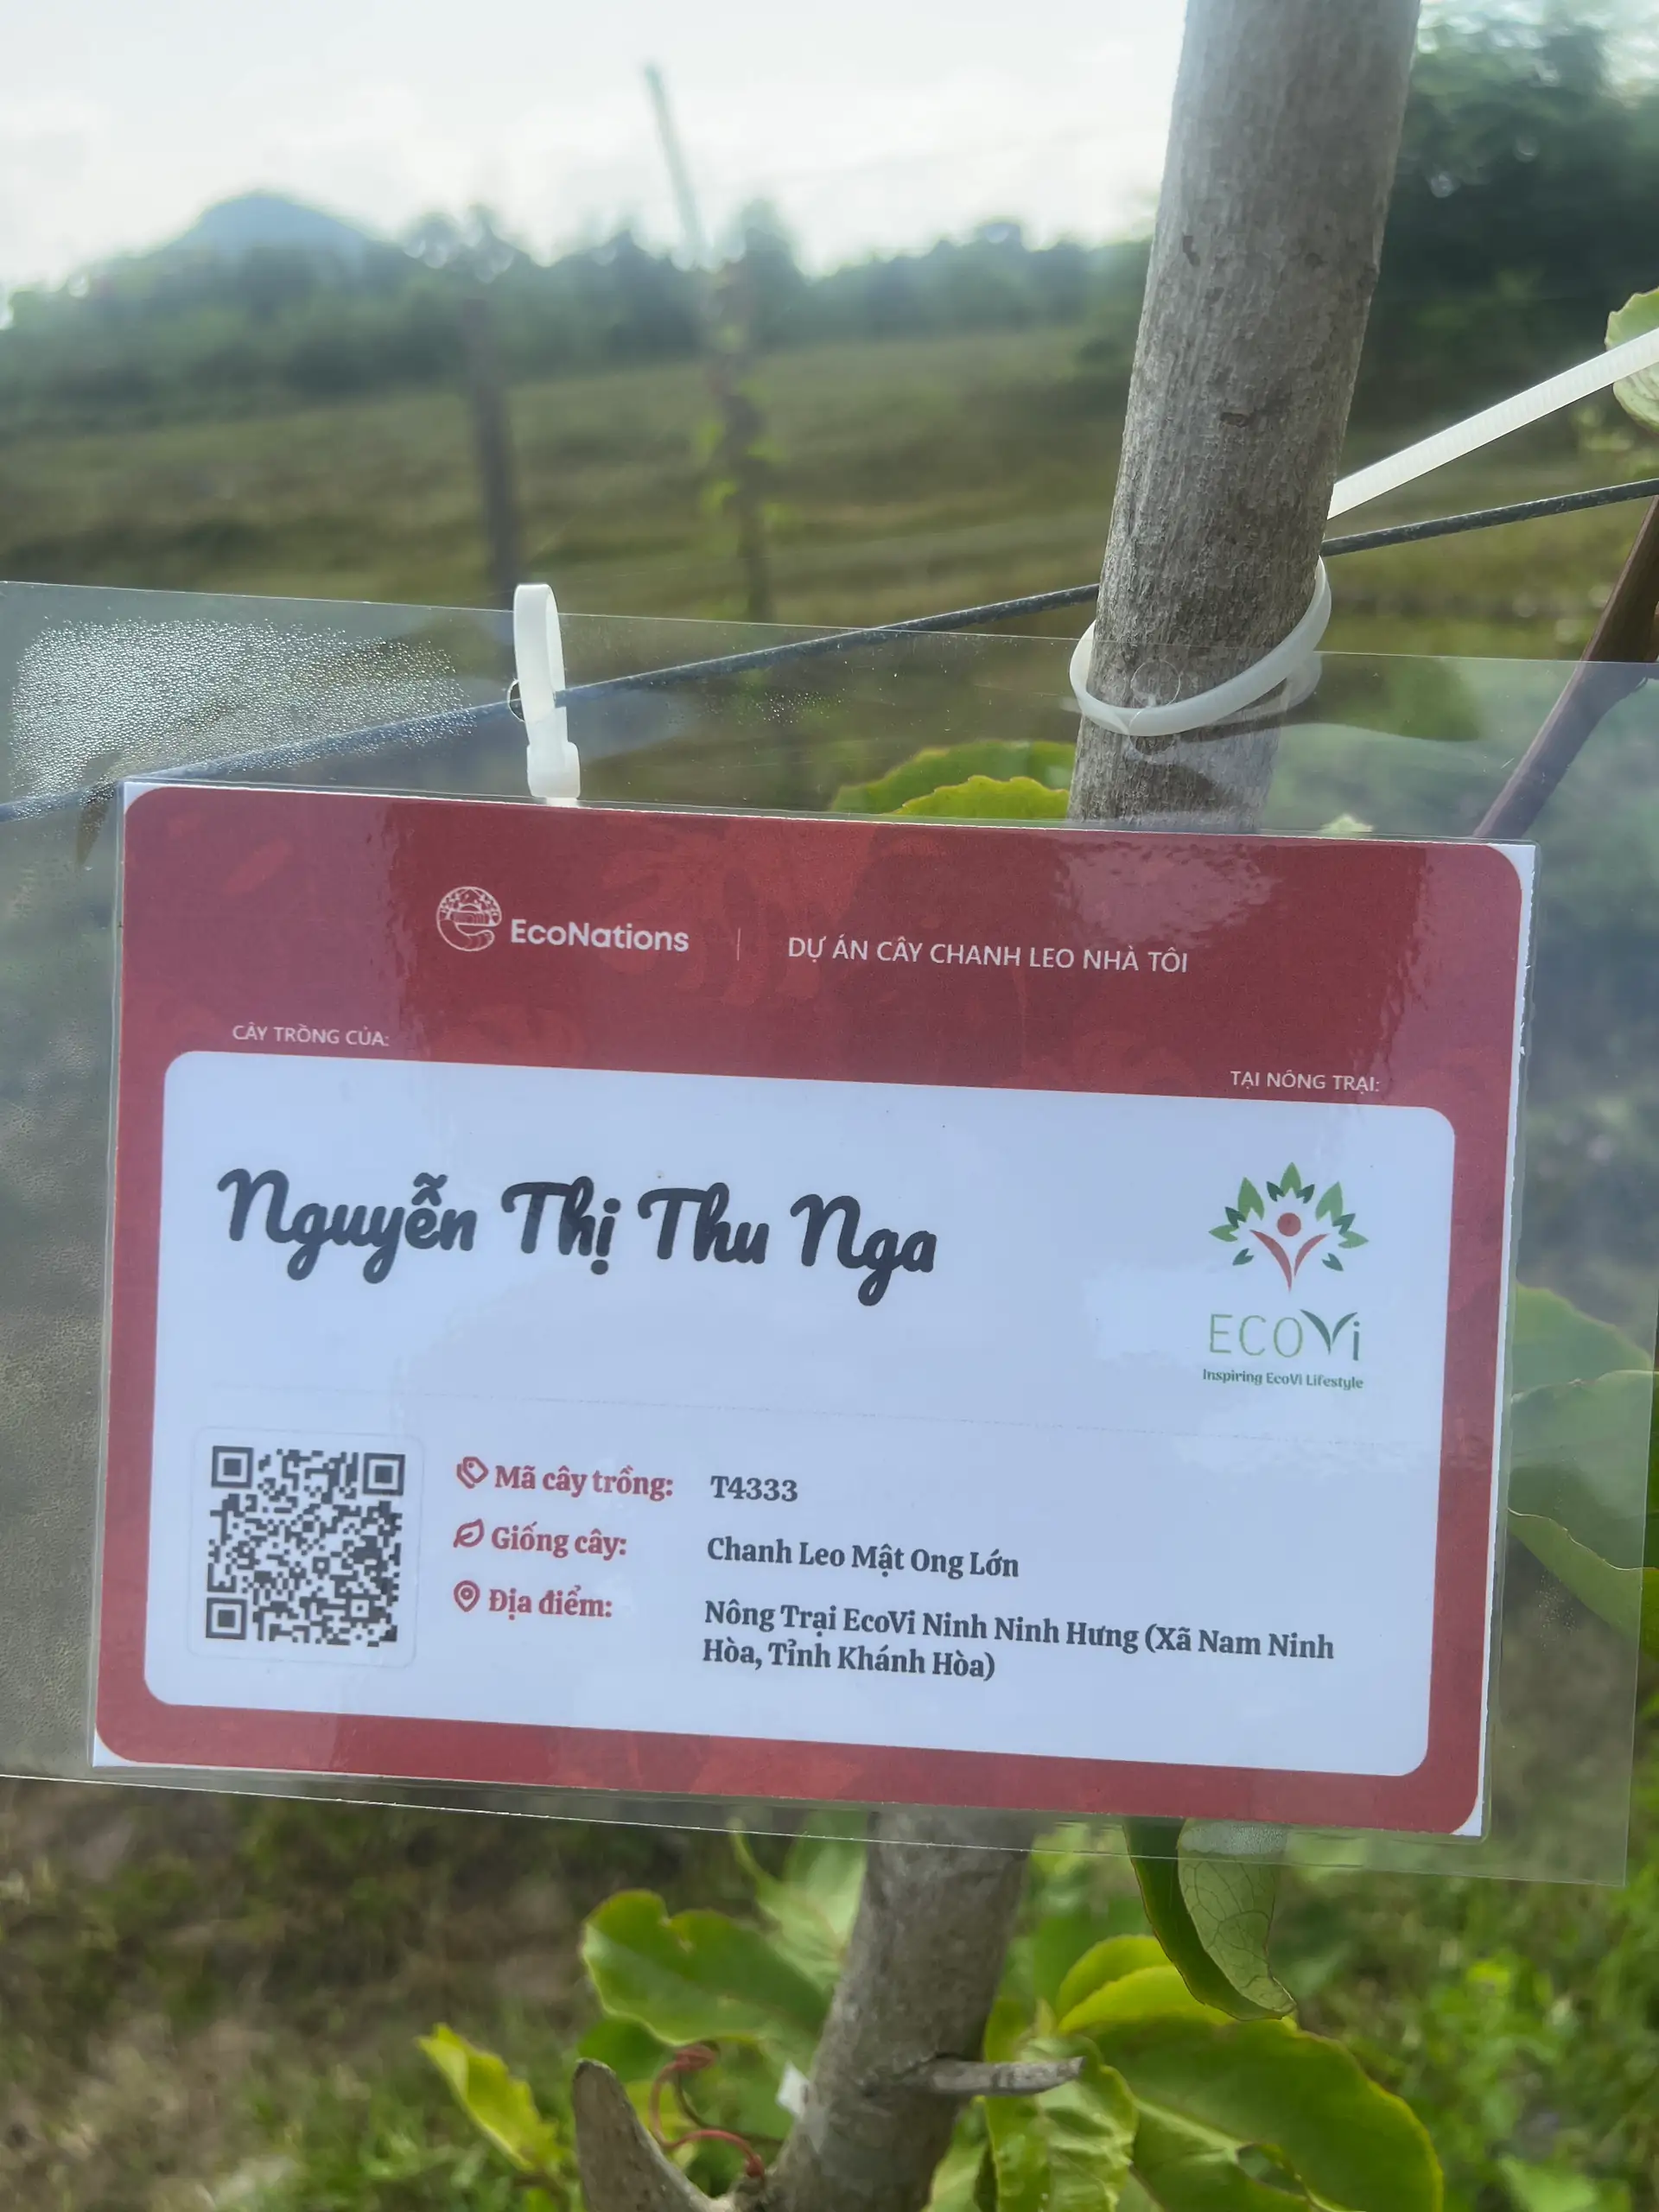 EcoNations
DỰ ÁN CÂY CHANH LEO NHÀ TÔI
CÂY TRỒNG CỦA:
TẠI NÔNG TRẠI:
Nguyễn Thị Thu Nga
ECOVi
Inspiring EcoVi Lifestyle
Mã cây trồng: T4333
Giống cây: Chanh Leo Mật Ong Lớn
Địa điểm: Nông Trại EcoVi Ninh Ninh Hưng (Xã Nam Ninh
Hòa, Tỉnh Khánh Hòa)